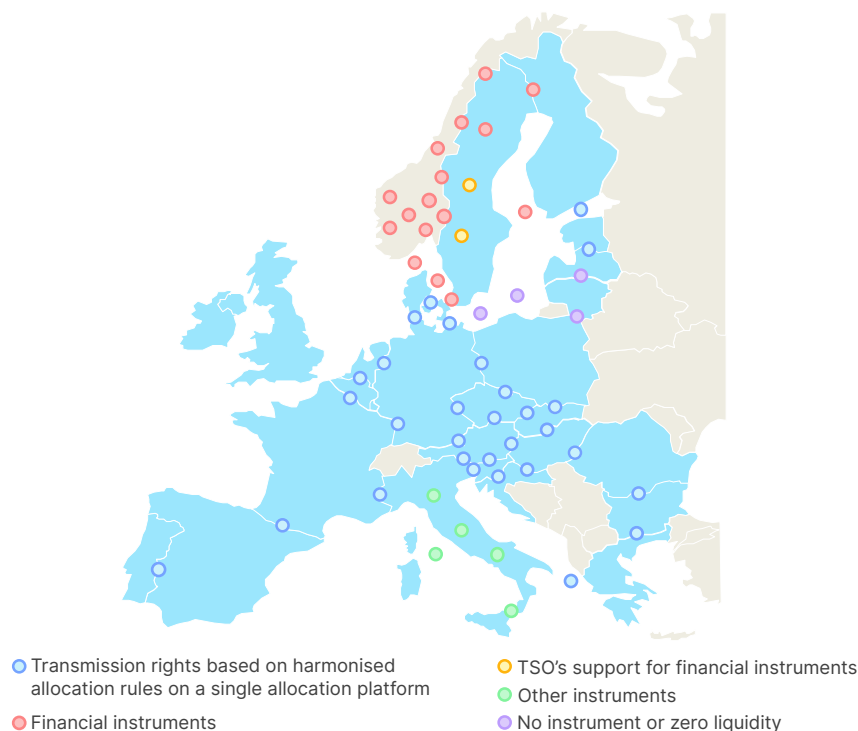 Transmission rights based on harmonised
allocation rules on a single allocation platform
Financial instruments
TSO's support for financial instruments
Other instruments
No instrument or zero liquidity